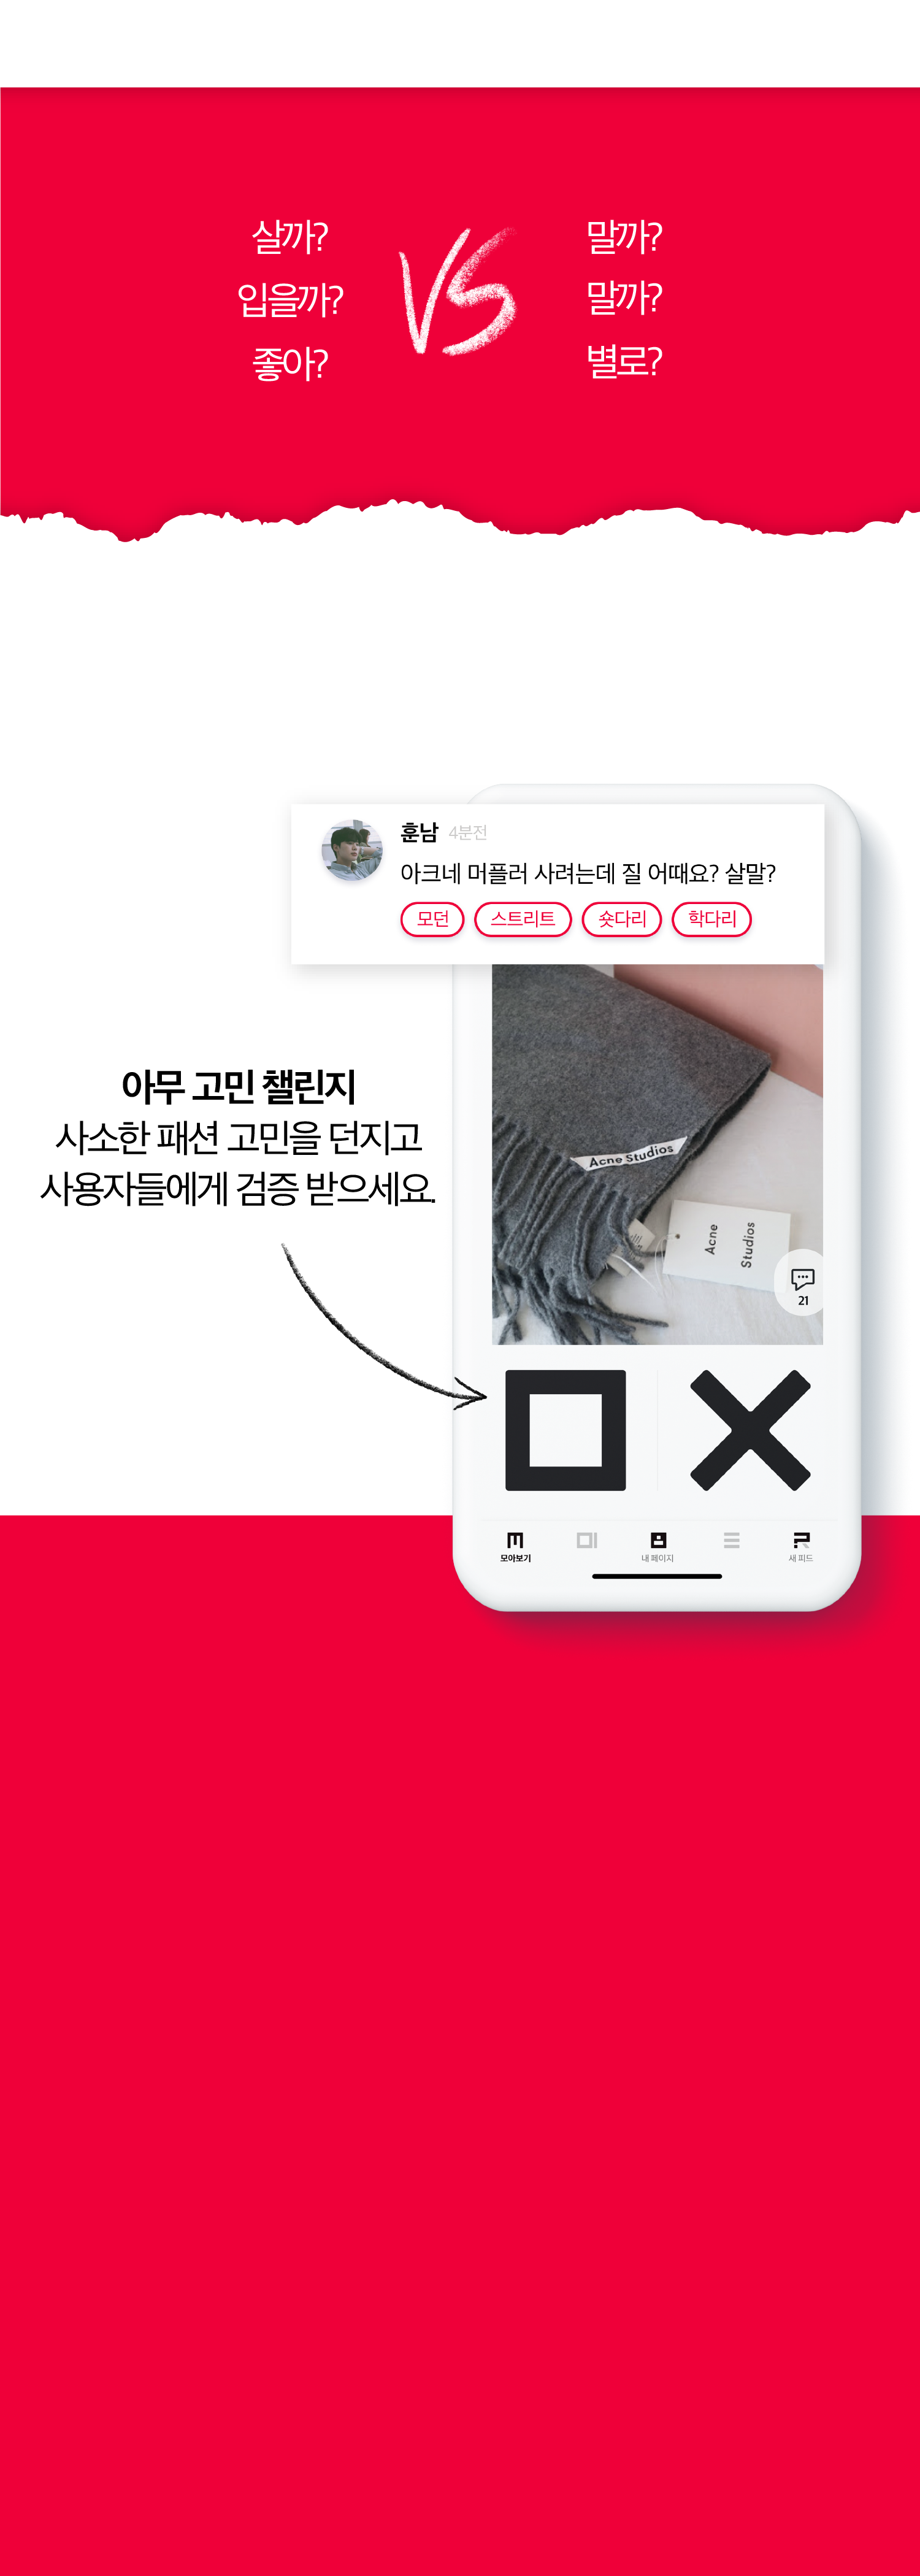 살까?
입을까?
좋아?
VS
말까?
말까?
별로?
훈남 4분전
아크네 머플러 사려는데 질 어때요? 살말?
모던 스트리트 숏다리 학다리
아무 고민 챌린지
사소한 패션 고민을 던지고
사용자들에게 검증 받으세요.
Acne Studios
Acne
Studios
21
모아보기 내 페이지 새 피드